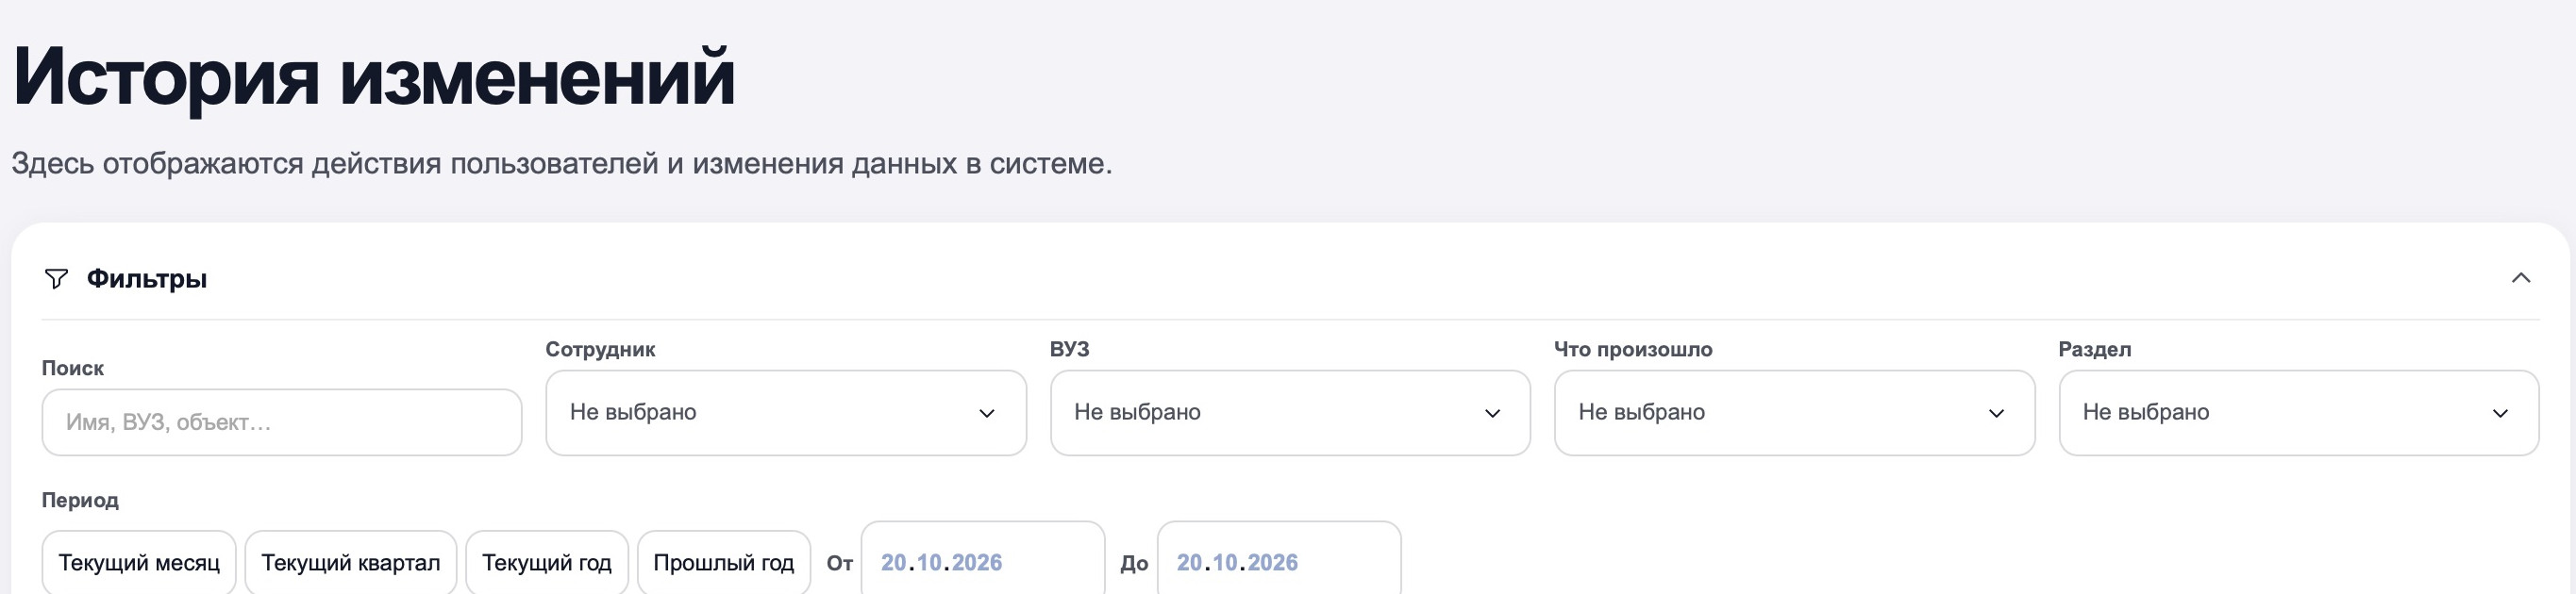 История изменений
Здесь отображаются действия пользователей и изменения данных в системе.
Фильтры
Поиск
Имя, ВУЗ, объект...
Сотрудник
Не выбрано
ВУЗ
Не выбрано
Что произошло
Не выбрано
Раздел
Не выбрано
Период
Текущий месяц Текущий квартал Текущий год Прошлый год От 20.10.2026 До 20.10.2026